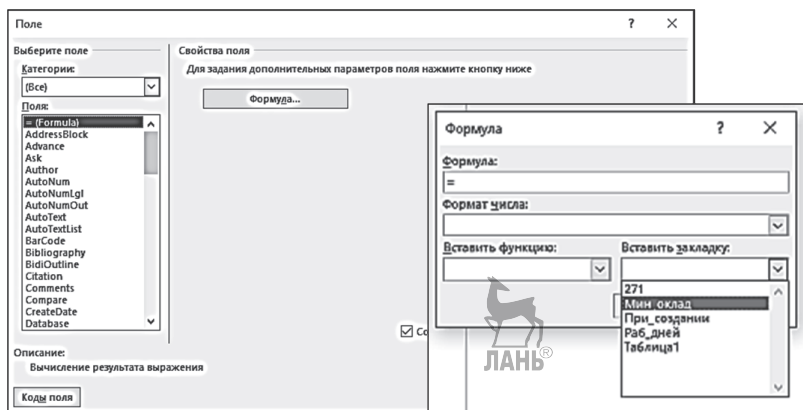 Поле
?
Выберите поле
Категории:
(Все)
Поля:
= (Formula)
AddressBlock
Advance
Ask
Author
AutoNum
AutoNumLgl
AutoNumOut
AutoText
AutoTextList
BarCode
Bibliography
BidiOutline
Citation
Comments
Compare
CreateDate
Database
Описание:
Вычисление результата выражения
Коды поля
Свойства поля
Для задания дополнительных параметров поля нажмите кнопку ниже
Формула...
Формула
?
Формула:
=
Формат числа:
Вставить функцию:
Вставить закладку:
271
Мин_оклад
При_создании
Раб_дней
Таблица1
ЛАНЬ®